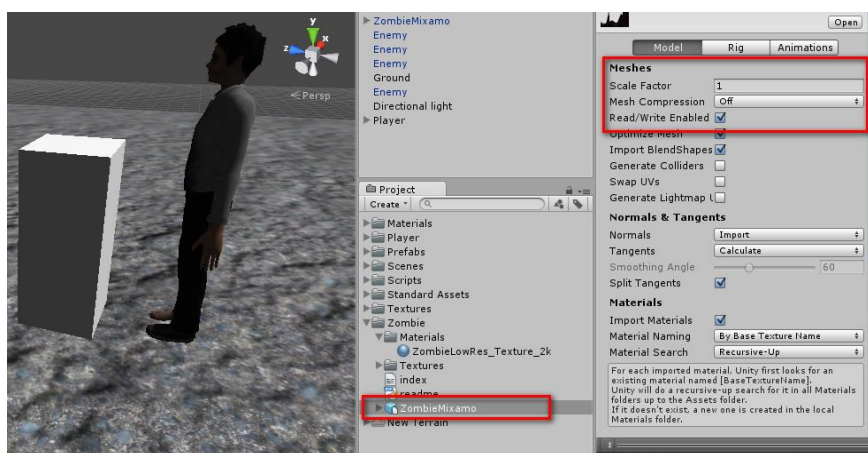 y
x
z
Persp
ZombieMixamo
Enemy
Enemy
Enemy
Ground
Enemy
Directional light
Player
Project
Create
Materials
Player
Prefabs
Scenes
Scripts
Standard Assets
Textures
Zombie
Materials
ZombieLowRes_Texture_2k
Textures
index
readme
ZombieMixamo
New Terrain
Open
Model Rig Animations
Meshes
Scale Factor 1
Mesh Compression Off
Read/Write Enabled
Optimize Mesh
Import BlendShapes
Generate Colliders
Swap UVs
Generate Lightmap U
Normals & Tangents
Normals Import
Tangents Calculate
Smoothing Angle 60
Split Tangents
Materials
Import Materials
Material Naming By Base Texture Name
Material Search Recursive-Up
For each imported material, Unity first looks for an
existing material named [BaseTextureName].
Unity will do a recursive-up search for it in all Materials
folders up to the Assets folder.
If it doesn't exist, a new one is created in the local
Materials folder.